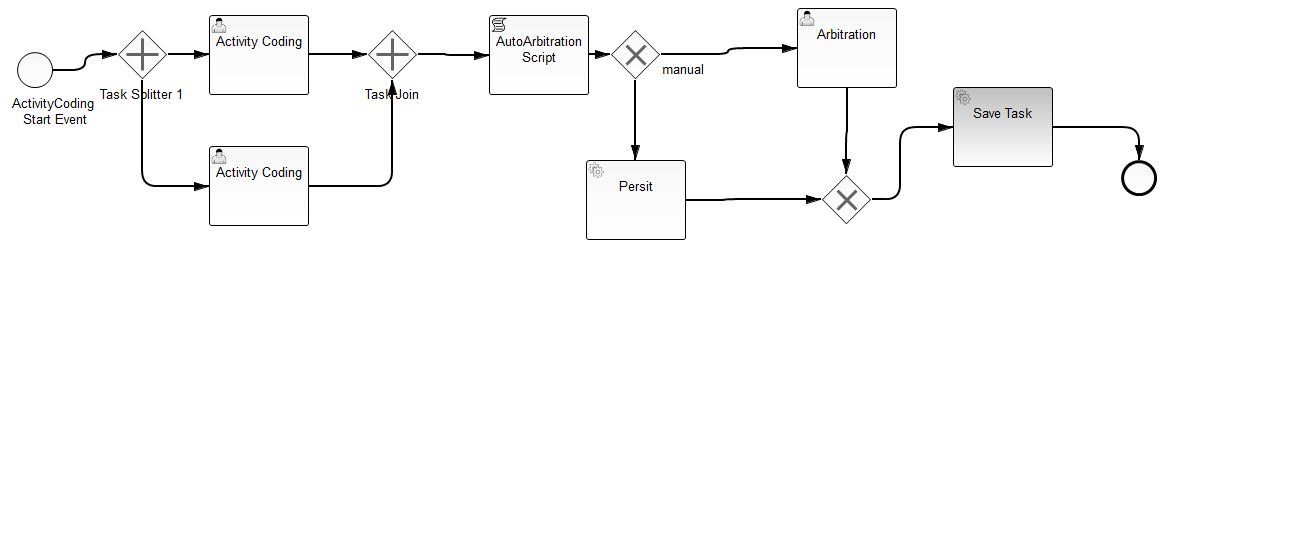 ActivityCoding
Start Event
Task Splitter 1
Activity Coding
Activity Coding
Task Join
AutoArbitration
Script
manual
Persit
Arbitration
Save Task